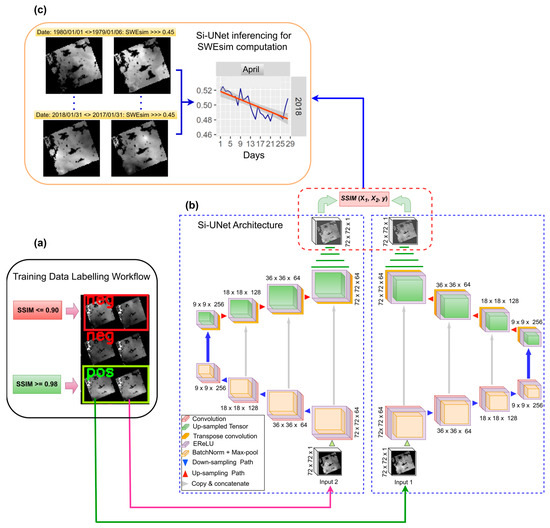 (c)
Date: 1980/01/01 <>1979/01/06: SWEsim >>> 0.45
Date: 2018/01/31 <> 2017/01/31: SWEsim >>> 0.45
Si-UNet inferencing for
SWEsim computation
April
0.52
0.50
0.48
0.46
2018
1 5 9 13 17 21 25 29
Days
(b)
Si-UNet Architecture
SSIM (X1, X2, y)
72 x 72 x 1
72 x 72 x 1
(a)
Training Data Labelling Workflow
SSIM <= 0.90
neg
neg
SSIM >= 0.98
pos
9 x 9 x 256
18 x 18 x 128
36 x 36 x 64
72 x 72 x 64
9 x 9 x 256
18 x 18 x 128
36 x 36 x 64
72 x 72 x 64
72 x 72 x 1
Input 2
72 x 72 x 64
36 x 36 x 64
18 x 18 x 128
9 x 9 x 256
72 x 72 x 64
36 x 36 x 64
18 x 18 x 128
9 x 9 x 256
72 x 72 x 1
Input 1
Convolution
Up-sampled Tensor
Transpose convolution
EReLU
BatchNorm + Max-pool
Down-sampling Path
Up-sampling Path
Copy & concatenate